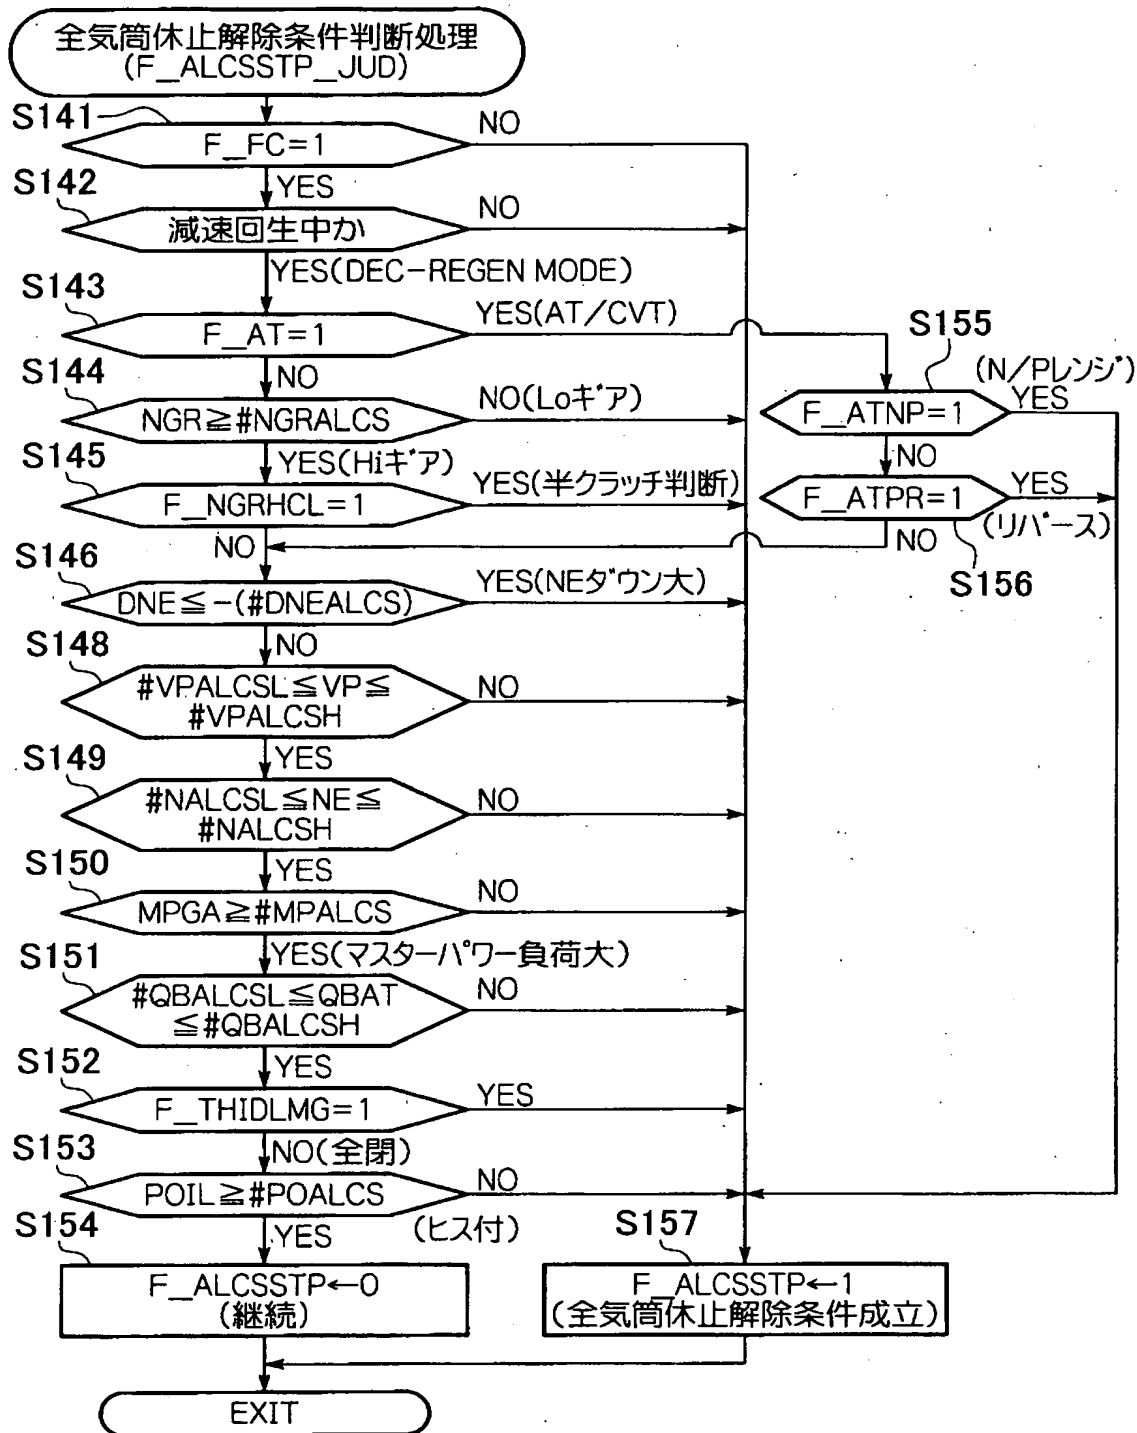 全気筒休止解除条件判断処理
(F_ALCSSTP_JUD)
S141
F_FC=1
NO
YES
S142
減速回生中か
NO
YES(DEC-REGEN MODE)
S143
F_AT=1
YES(AT/CVT)
NO
S155
(N/Pレンジ)
F_ATNP=1
YES
NO
S144
NGR≧#NGRALCS
NO(Loギア)
YES(Hiギア)
S145
F_NGRHCL=1
YES(半クラッチ判断)
NO
F_ATPR=1
YES
(リバース)
NO
S156
S146
DNE≦-(#DNEALCS)
YES(NEダウン大)
NO
S148
#VPALCSL≦VP≦
#VPALCSH
NO
YES
S149
#NALCSL≦NE≦
#NALCSH
NO
YES
S150
MPGA≧#MPALCS
NO
YES(マスターパワー負荷大)
S151
#QBALCSL≦QBAT
≦#QBALCSH
NO
YES
S152
F_THIDLMG=1
YES
NO(全閉)
S153
POIL≧#POALCS
NO
(ヒス付)
YES
S154
F_ALCSSTP←0
(継続)
S157
F_ALCSSTP←1
(全気筒休止解除条件成立)
EXIT